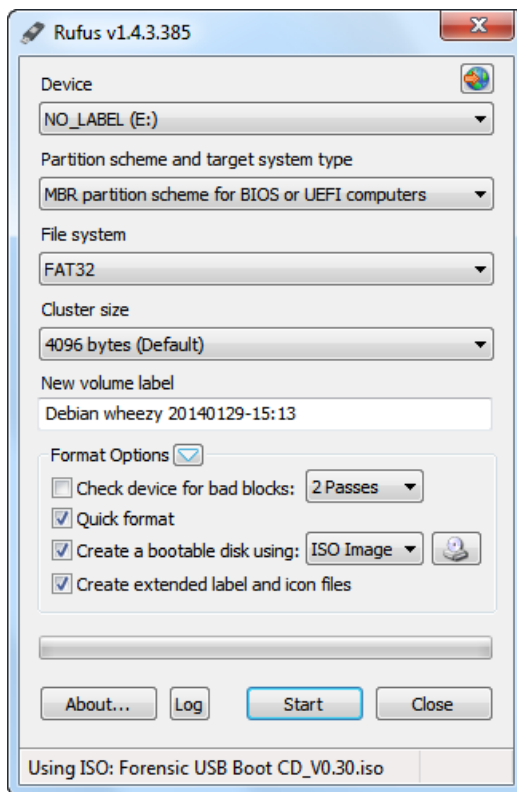 Rufus v1.4.3.385
Device
NO_LABEL (E:)
Partition scheme and target system type
MBR partition scheme for BIOS or UEFI computers
File system
FAT32
Cluster size
4096 bytes (Default)
New volume label
Debian wheezy 20140129-15:13
Format Options
Check device for bad blocks: 2 Passes
Quick format
Create a bootable disk using: ISO Image
Create extended label and icon files
About... Log Start Close
Using ISO: Forensic USB Boot CD_V0.30.iso